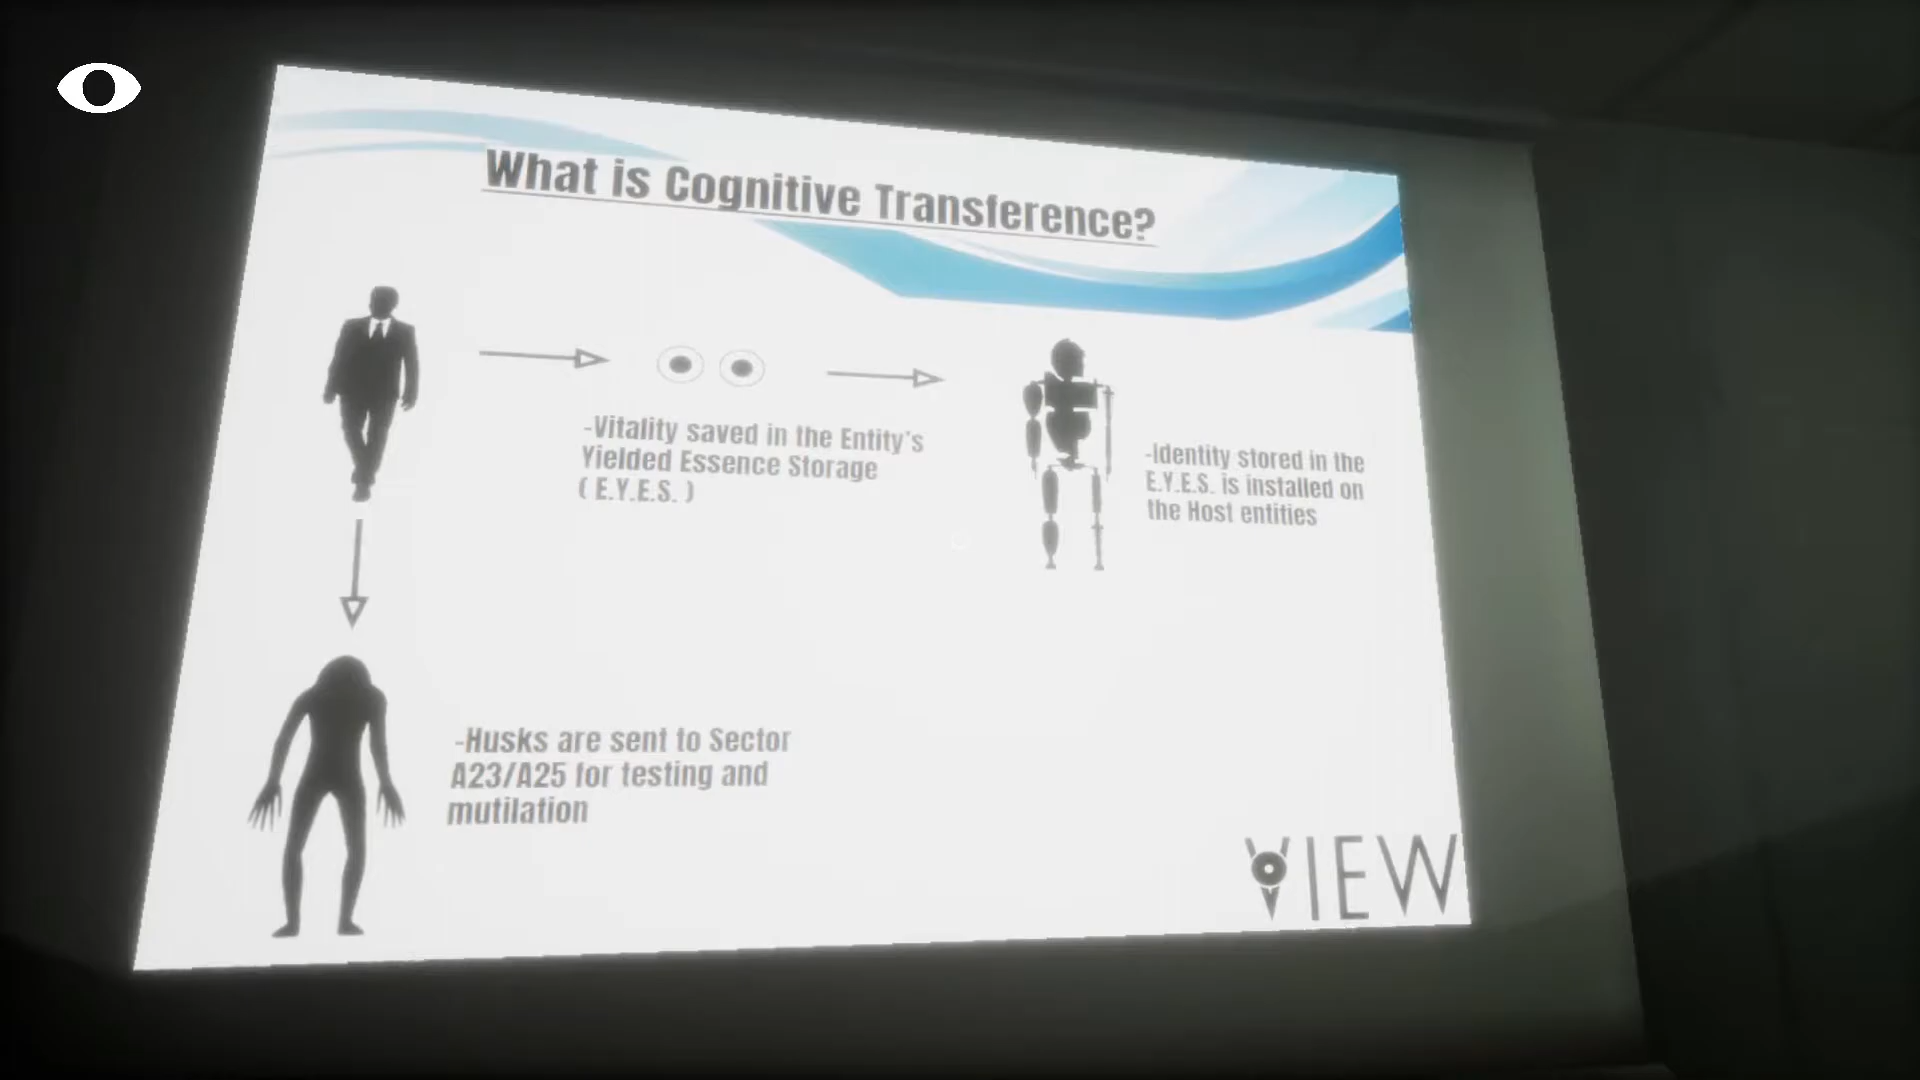 What is Cognitive Transference?
-Vitality saved in the Entity's
Yielded Essence Storage
( E.Y.E.S. )
-Identity stored in the
E.Y.E.S. is installed on
the Host entities
-Husks are sent to Sector
A23/A25 for testing and
mutilation
VIEW